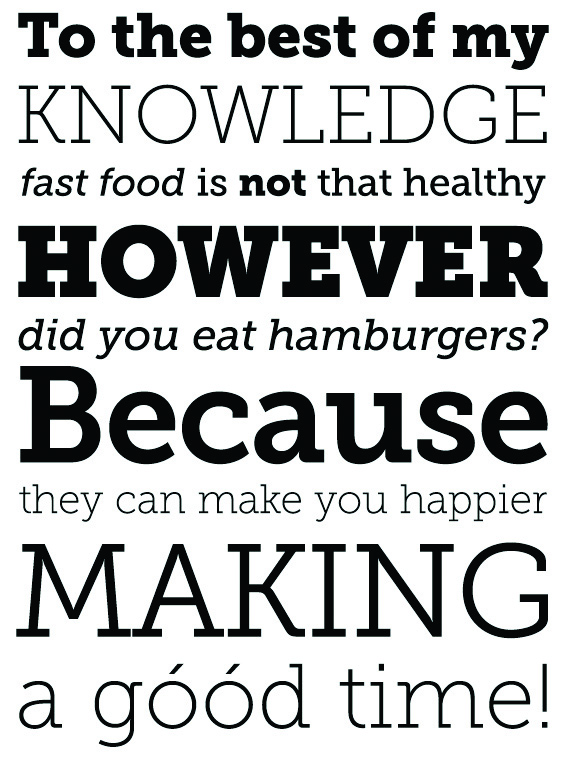 To the best of my
KNOWLEDGE
fast food is not that healthy
HOWEVER
did you eat hamburgers?
Because
they can make you happier
MAKING
a góód time!